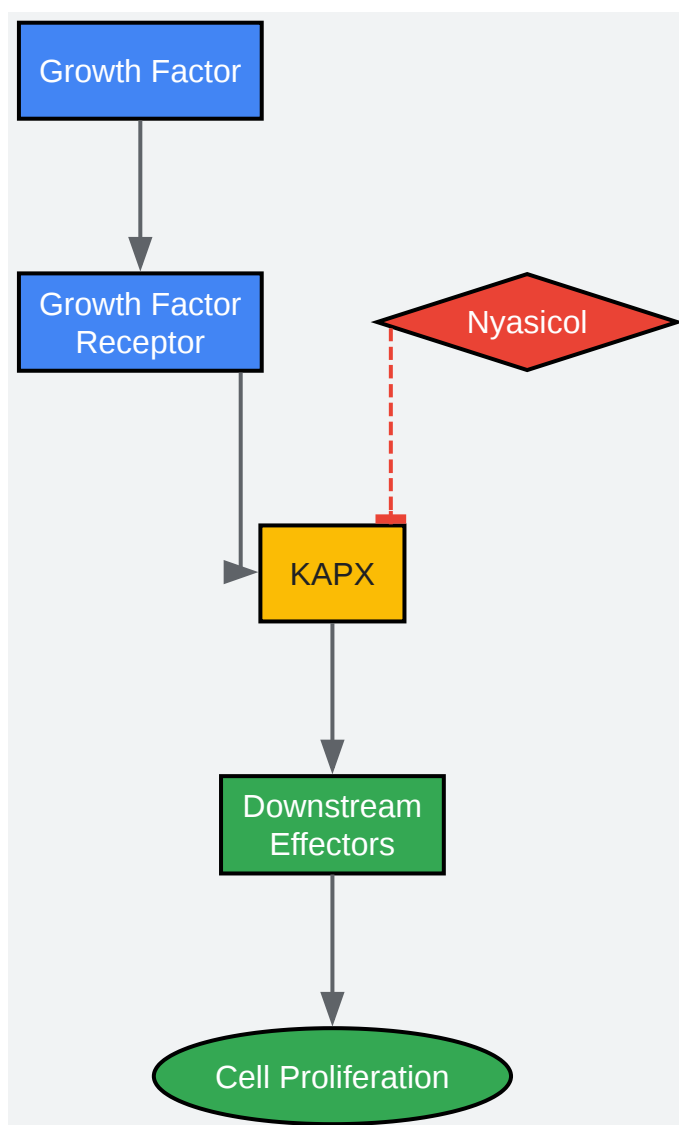 Growth Factor
Growth Factor
Receptor
Nyasicol
KAPX
Downstream
Effectors
Cell Proliferation